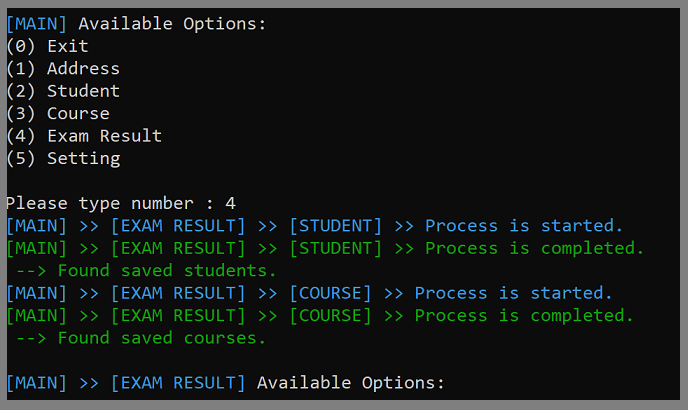 [MAIN] Available Options:
(0) Exit
(1) Address
(2) Student
(3) Course
(4) Exam Result
(5) Setting
Please type number : 4
[MAIN] >> [EXAM RESULT] >> [STUDENT] >> Process is started.
[MAIN] >> [EXAM RESULT] >> [STUDENT] >> Process is completed.
--> Found saved students.
[MAIN] >> [EXAM RESULT] >> [COURSE] >> Process is started.
[MAIN] >> [EXAM RESULT] >> [COURSE] >> Process is completed.
--> Found saved courses.
[MAIN] >> [EXAM RESULT] Available Options: